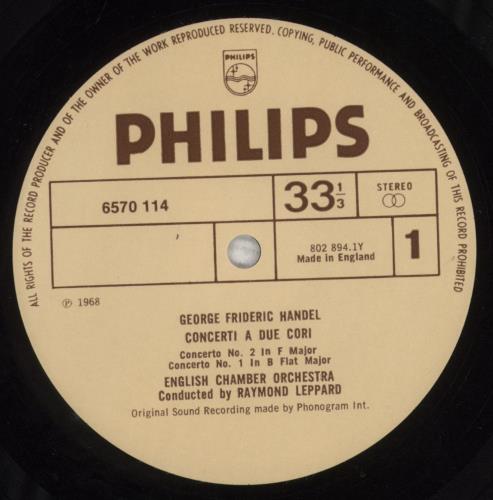 ALL RIGHTS OF THE RECORD PRODUCER AND OF THE OWNER OF THE WORK REPRODUCED RESERVED. COPYING, PUBLIC PERFORMANCE AND BROADCASTING OF THIS RECORD PROHIBITED
PHILIPS
PHILIPS
6570 114
33 1/3
STEREO
802 894.1Y
Made in England
1
℗ 1968
GEORGE FRIDERIC HANDEL
CONCERTI A DUE CORI
Concerto No. 2 In F Major
Concerto No. 1 In B Flat Major
ENGLISH CHAMBER ORCHESTRA
Conducted by RAYMOND LEPPARD
Original Sound Recording made by Phonogram Int.